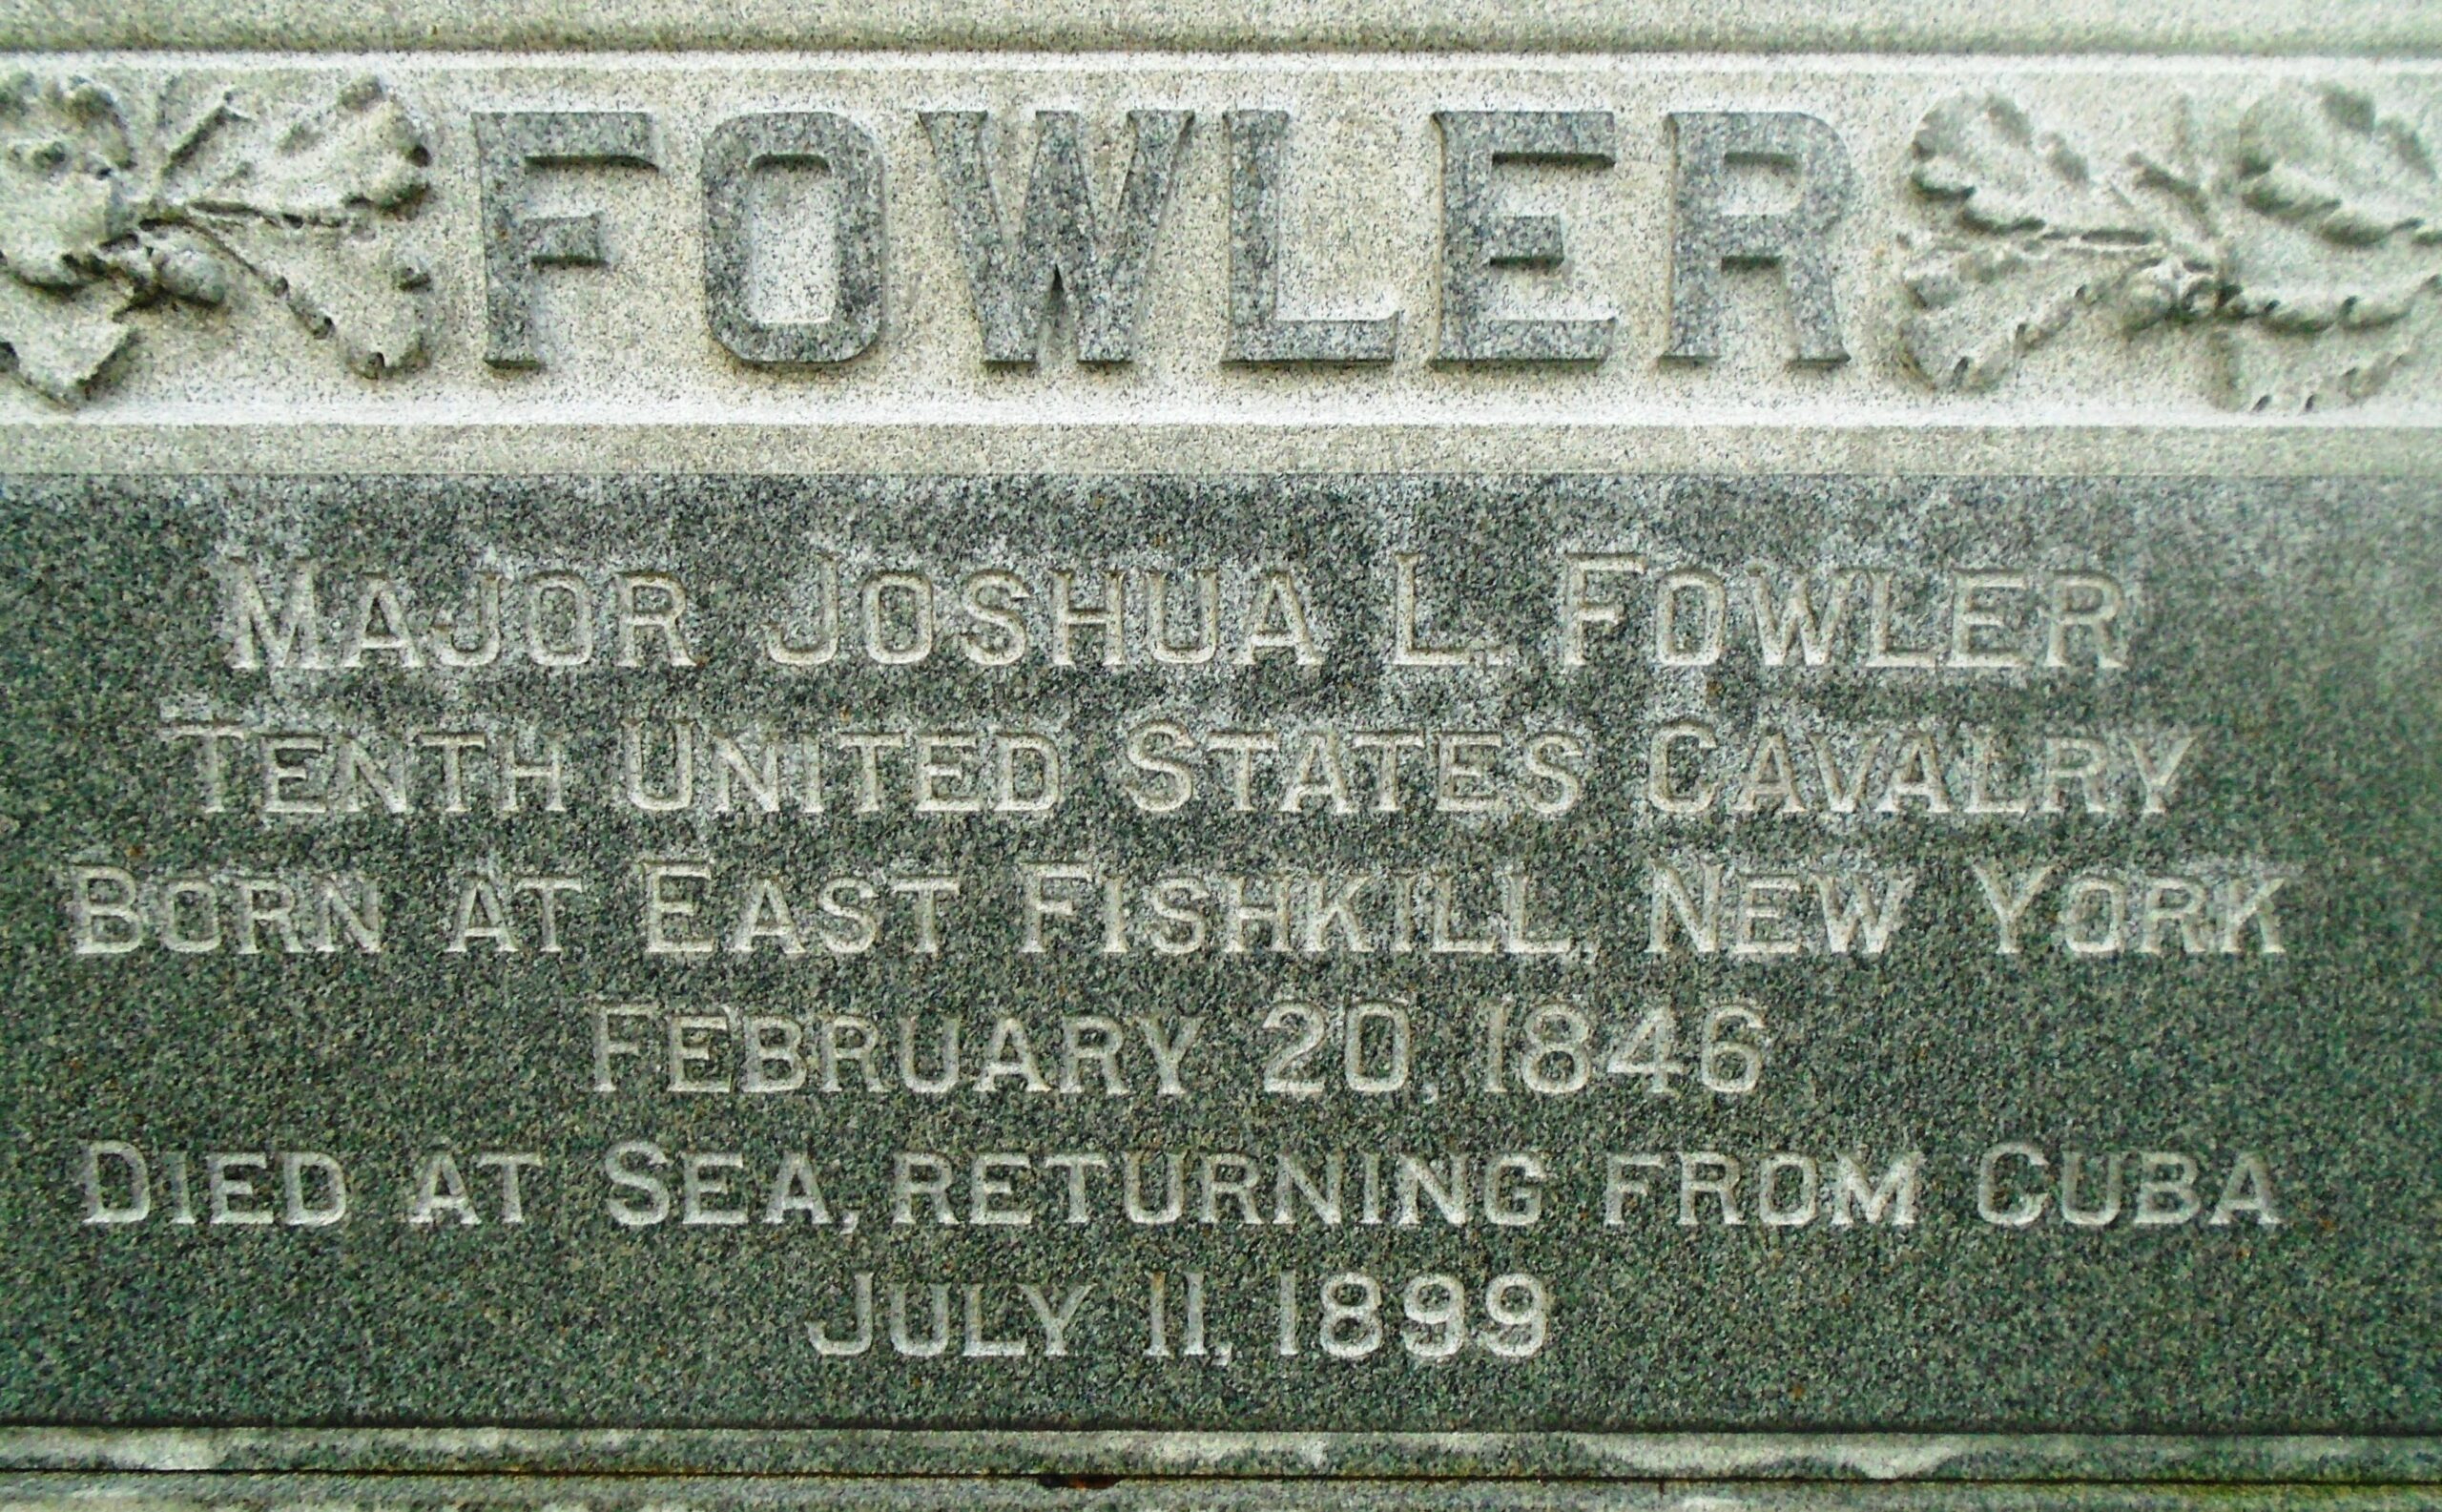 FOWLER
MAJOR JOSHUA L. FOWLER
TENTH UNITED STATES CAVALRY
BORN AT EAST FISHKILL, NEW YORK
FEBRUARY 20, 1846
DIED AT SEA, RETURNING FROM CUBA
JULY 11, 1899